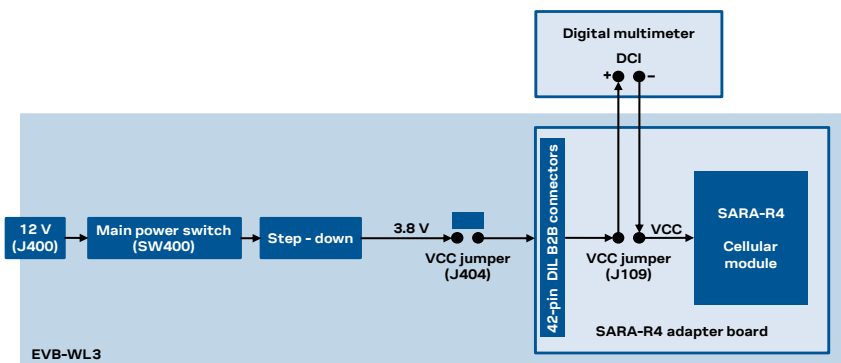 Digital multimeter
DCI
+ −
12 V
(J400)
Main power switch
(SW400)
Step - down
3.8 V
VCC jumper
(J404)
42-pin DIL B2B connectors
VCC
VCC jumper
(J109)
SARA-R4
Cellular
module
SARA-R4 adapter board
EVB-WL3